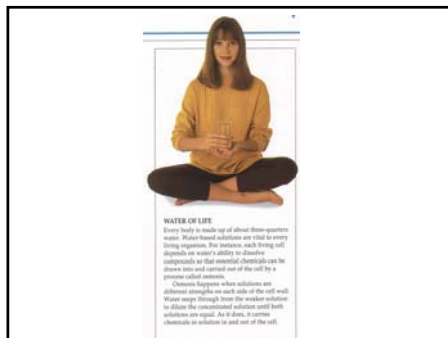 WATER OF LIFE
Every body is made up of about three-quarters
water. Water-based solutions are vital to every
living organism. For instance, each living cell
depends on water's ability to dissolve
compounds so that essential chemicals can be
drawn into and carried out of the cell by a
process called osmosis.
Osmosis happens when solutions are
different strengths on each side of the cell wall.
Water seeps through from the weaker solution
to dilute the concentrated solution until both
solutions are equal. As it does, it carries
chemicals in solution in and out of the cell.